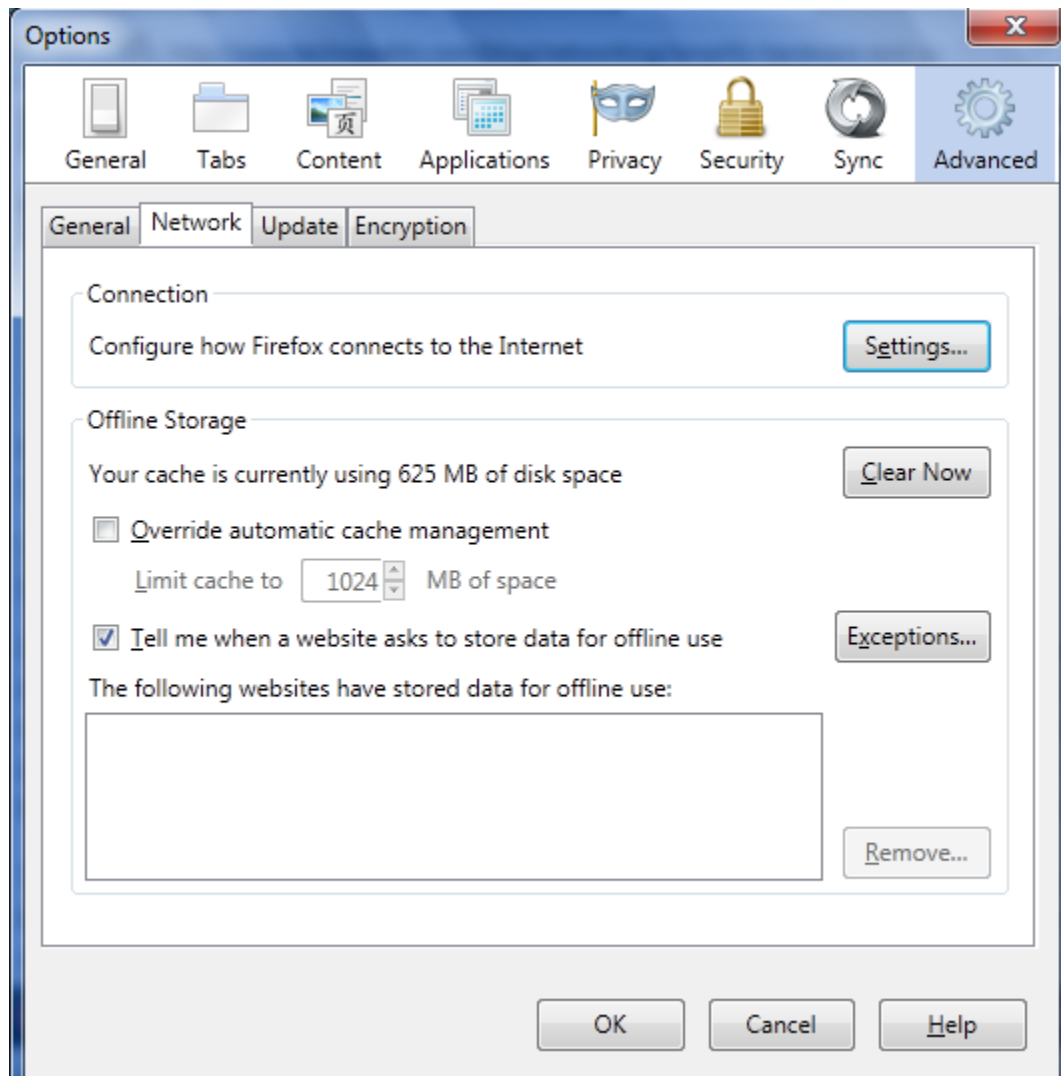 Options
页
General Tabs Content Applications Privacy Security Sync Advanced
General Network Update Encryption
Connection
Configure how Firefox connects to the Internet Settings...
Offline Storage
Your cache is currently using 625 MB of disk space Clear Now
Override automatic cache management
Limit cache to 1024 MB of space
Tell me when a website asks to store data for offline use Exceptions...
The following websites have stored data for offline use:
Remove...
OK Cancel Help